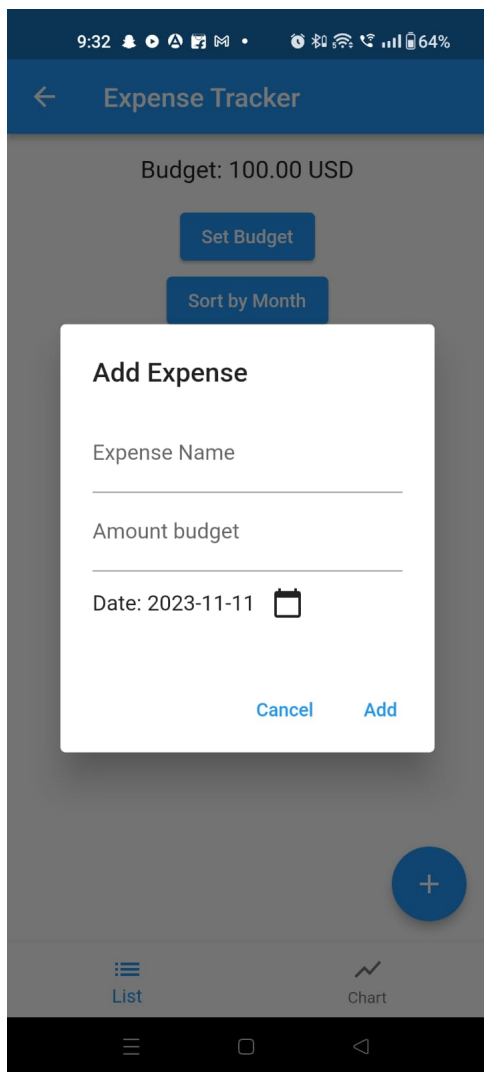 9:32 64%
Expense Tracker
Budget: 100.00 USD
Set Budget
Sort by Month
Add Expense
Expense Name
Amount budget
Date: 2023-11-11
Cancel Add
List Chart